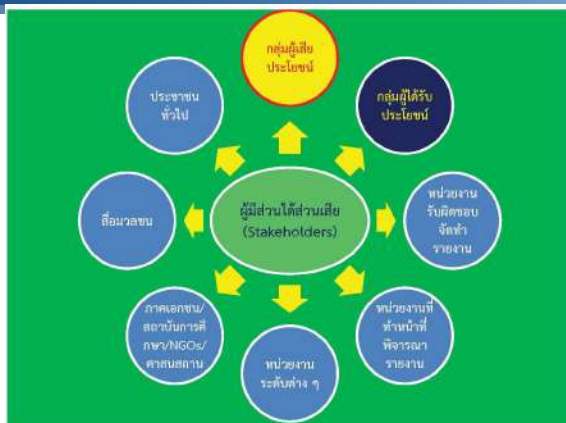 กลุ่มผู้เสีย
ประโยชน์
กลุ่มผู้ได้รับ
ประโยชน์
หน่วยงาน
รับผิดชอบ
จัดทำ
รายงาน
หน่วยงานที่
ทำหน้าที่
พิจารณา
รายงาน
หน่วยงาน
ระดับต่าง ๆ
ภาคเอกชน/
สถาบันการศึ
กษา/NGOs/
ศาสนสถาน
สื่อมวลชน
ประชาชน
ทั่วไป
ผู้มีส่วนได้ส่วนเสีย
(Stakeholders)